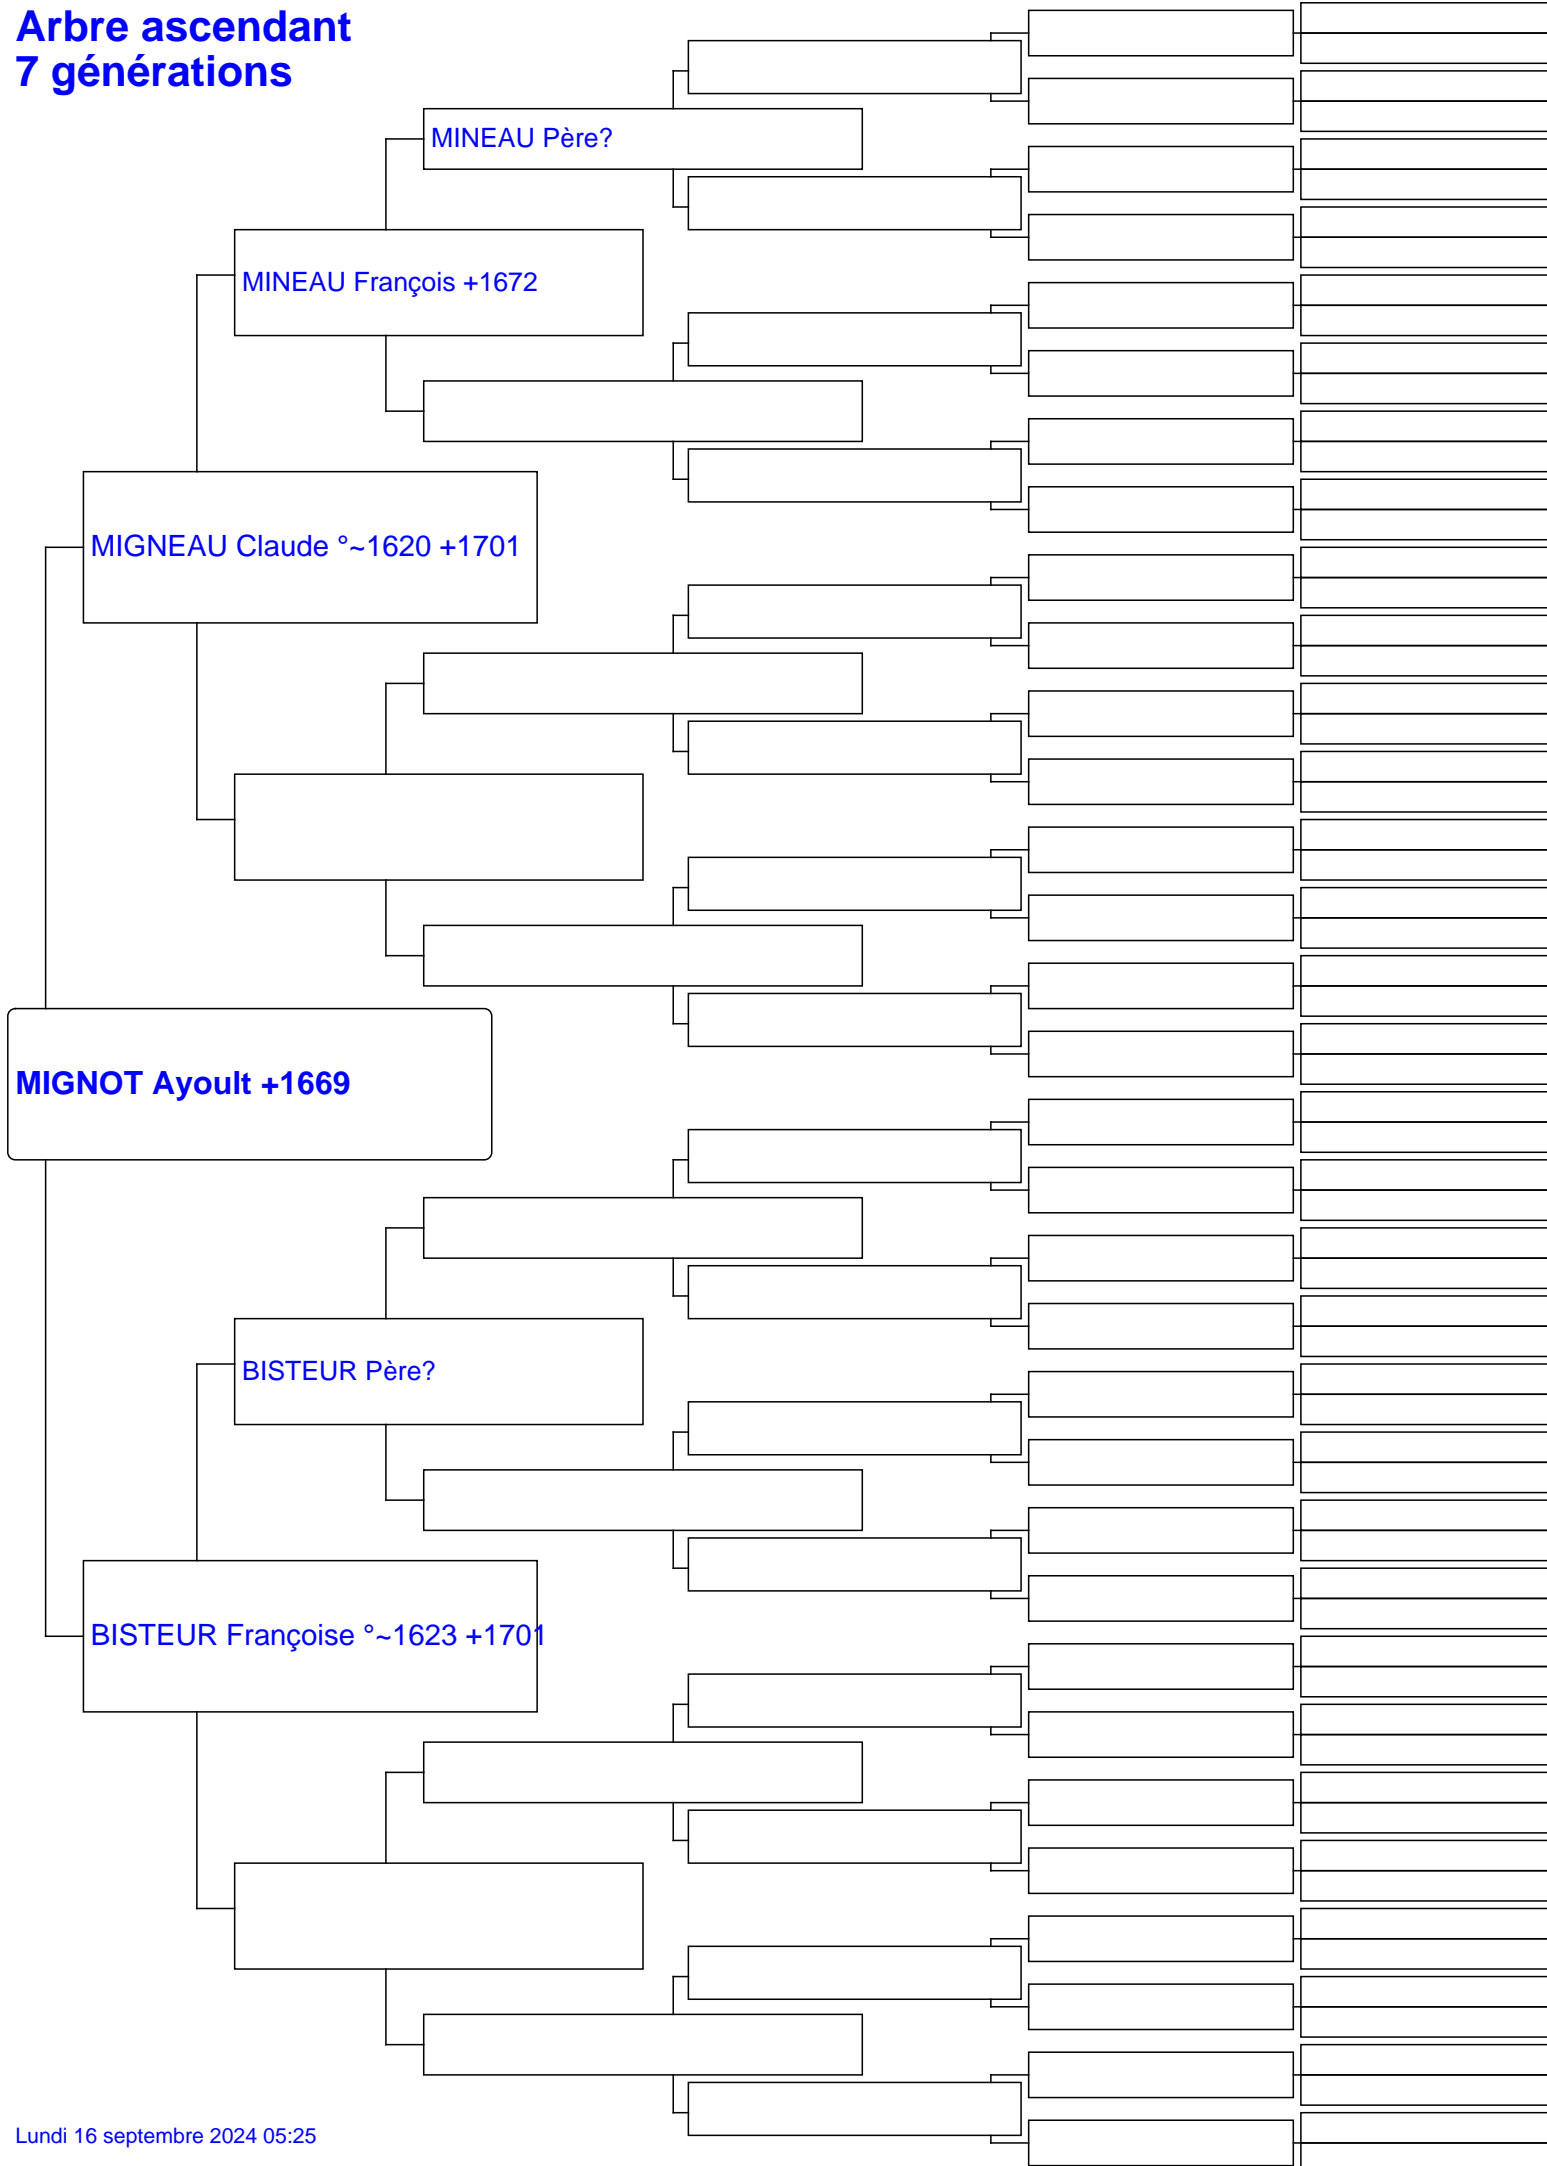 Arbre ascendant
7 générations
MINEAU Père?
MINEAU François +1672
MIGNEAU Claude °~1620 +1701
MIGNOT Ayoult +1669
BISTEUR Père?
BISTEUR Françoise °~1623 +1701
Lundi 16 septembre 2024 05:25